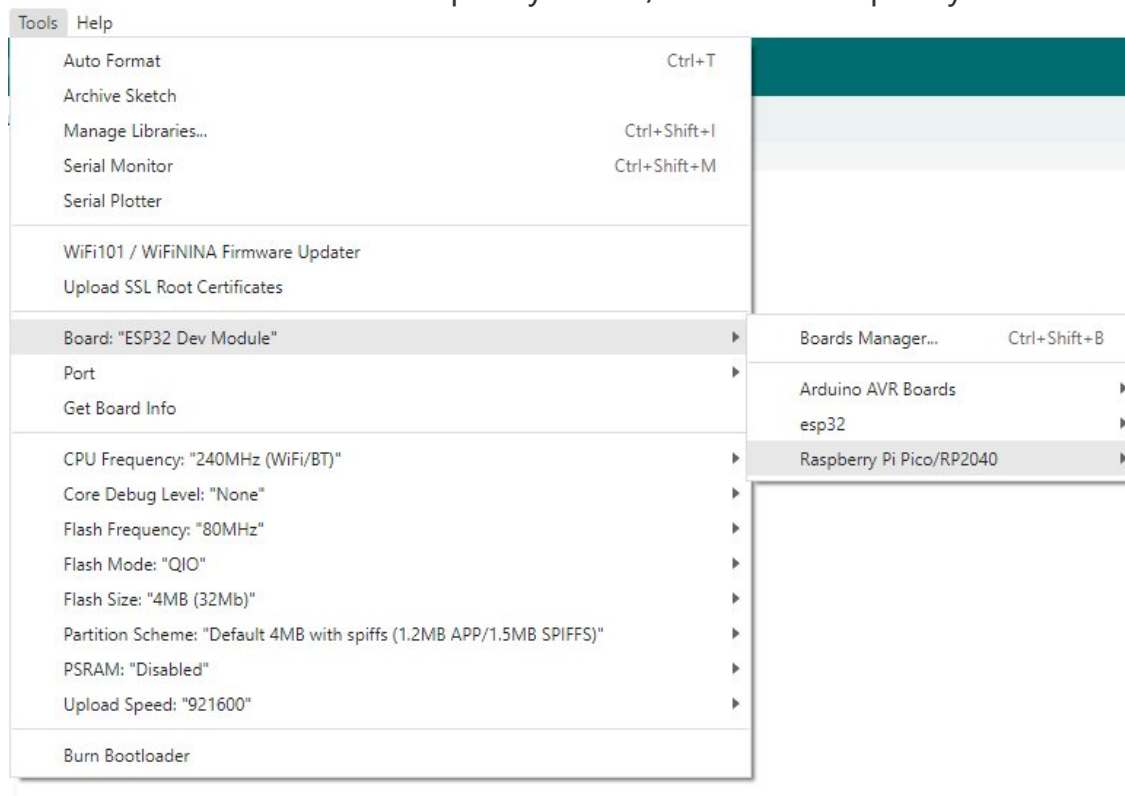 Tools Help
Auto Format Ctrl+T
Archive Sketch
Manage Libraries... Ctrl+Shift+I
Serial Monitor Ctrl+Shift+M
Serial Plotter
WiFi101 / WiFiNINA Firmware Updater
Upload SSL Root Certificates
Board: "ESP32 Dev Module"
Port
Get Board Info
CPU Frequency: "240MHz (WiFi/BT)"
Core Debug Level: "None"
Flash Frequency: "80MHz"
Flash Mode: "QIO"
Flash Size: "4MB (32Mb)"
Partition Scheme: "Default 4MB with spiffs (1.2MB APP/1.5MB SPIFFS)"
PSRAM: "Disabled"
Upload Speed: "921600"
Burn Bootloader
Boards Manager... Ctrl+Shift+B
Arduino AVR Boards
esp32
Raspberry Pi Pico/RP2040